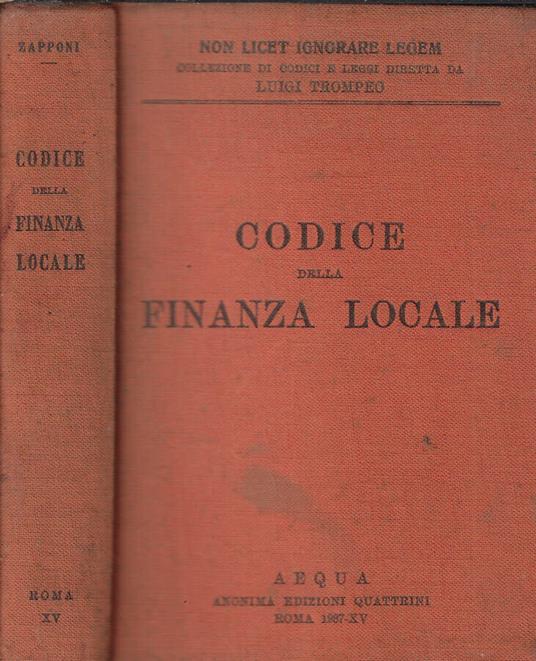 ZAPPONI
CODICE
DELLA
FINANZA
LOCALE
ROMA
XV
NON LICET IGNORARE LEGEM
COLLEZIONE DI CODICI E LEGGI DIRETTA DA
LUIGI TROMPEO
CODICE
DELLA
FINANZA LOCALE
AEQUA
ANONIMA EDIZIONI QUATTRINI
ROMA 1937-XV